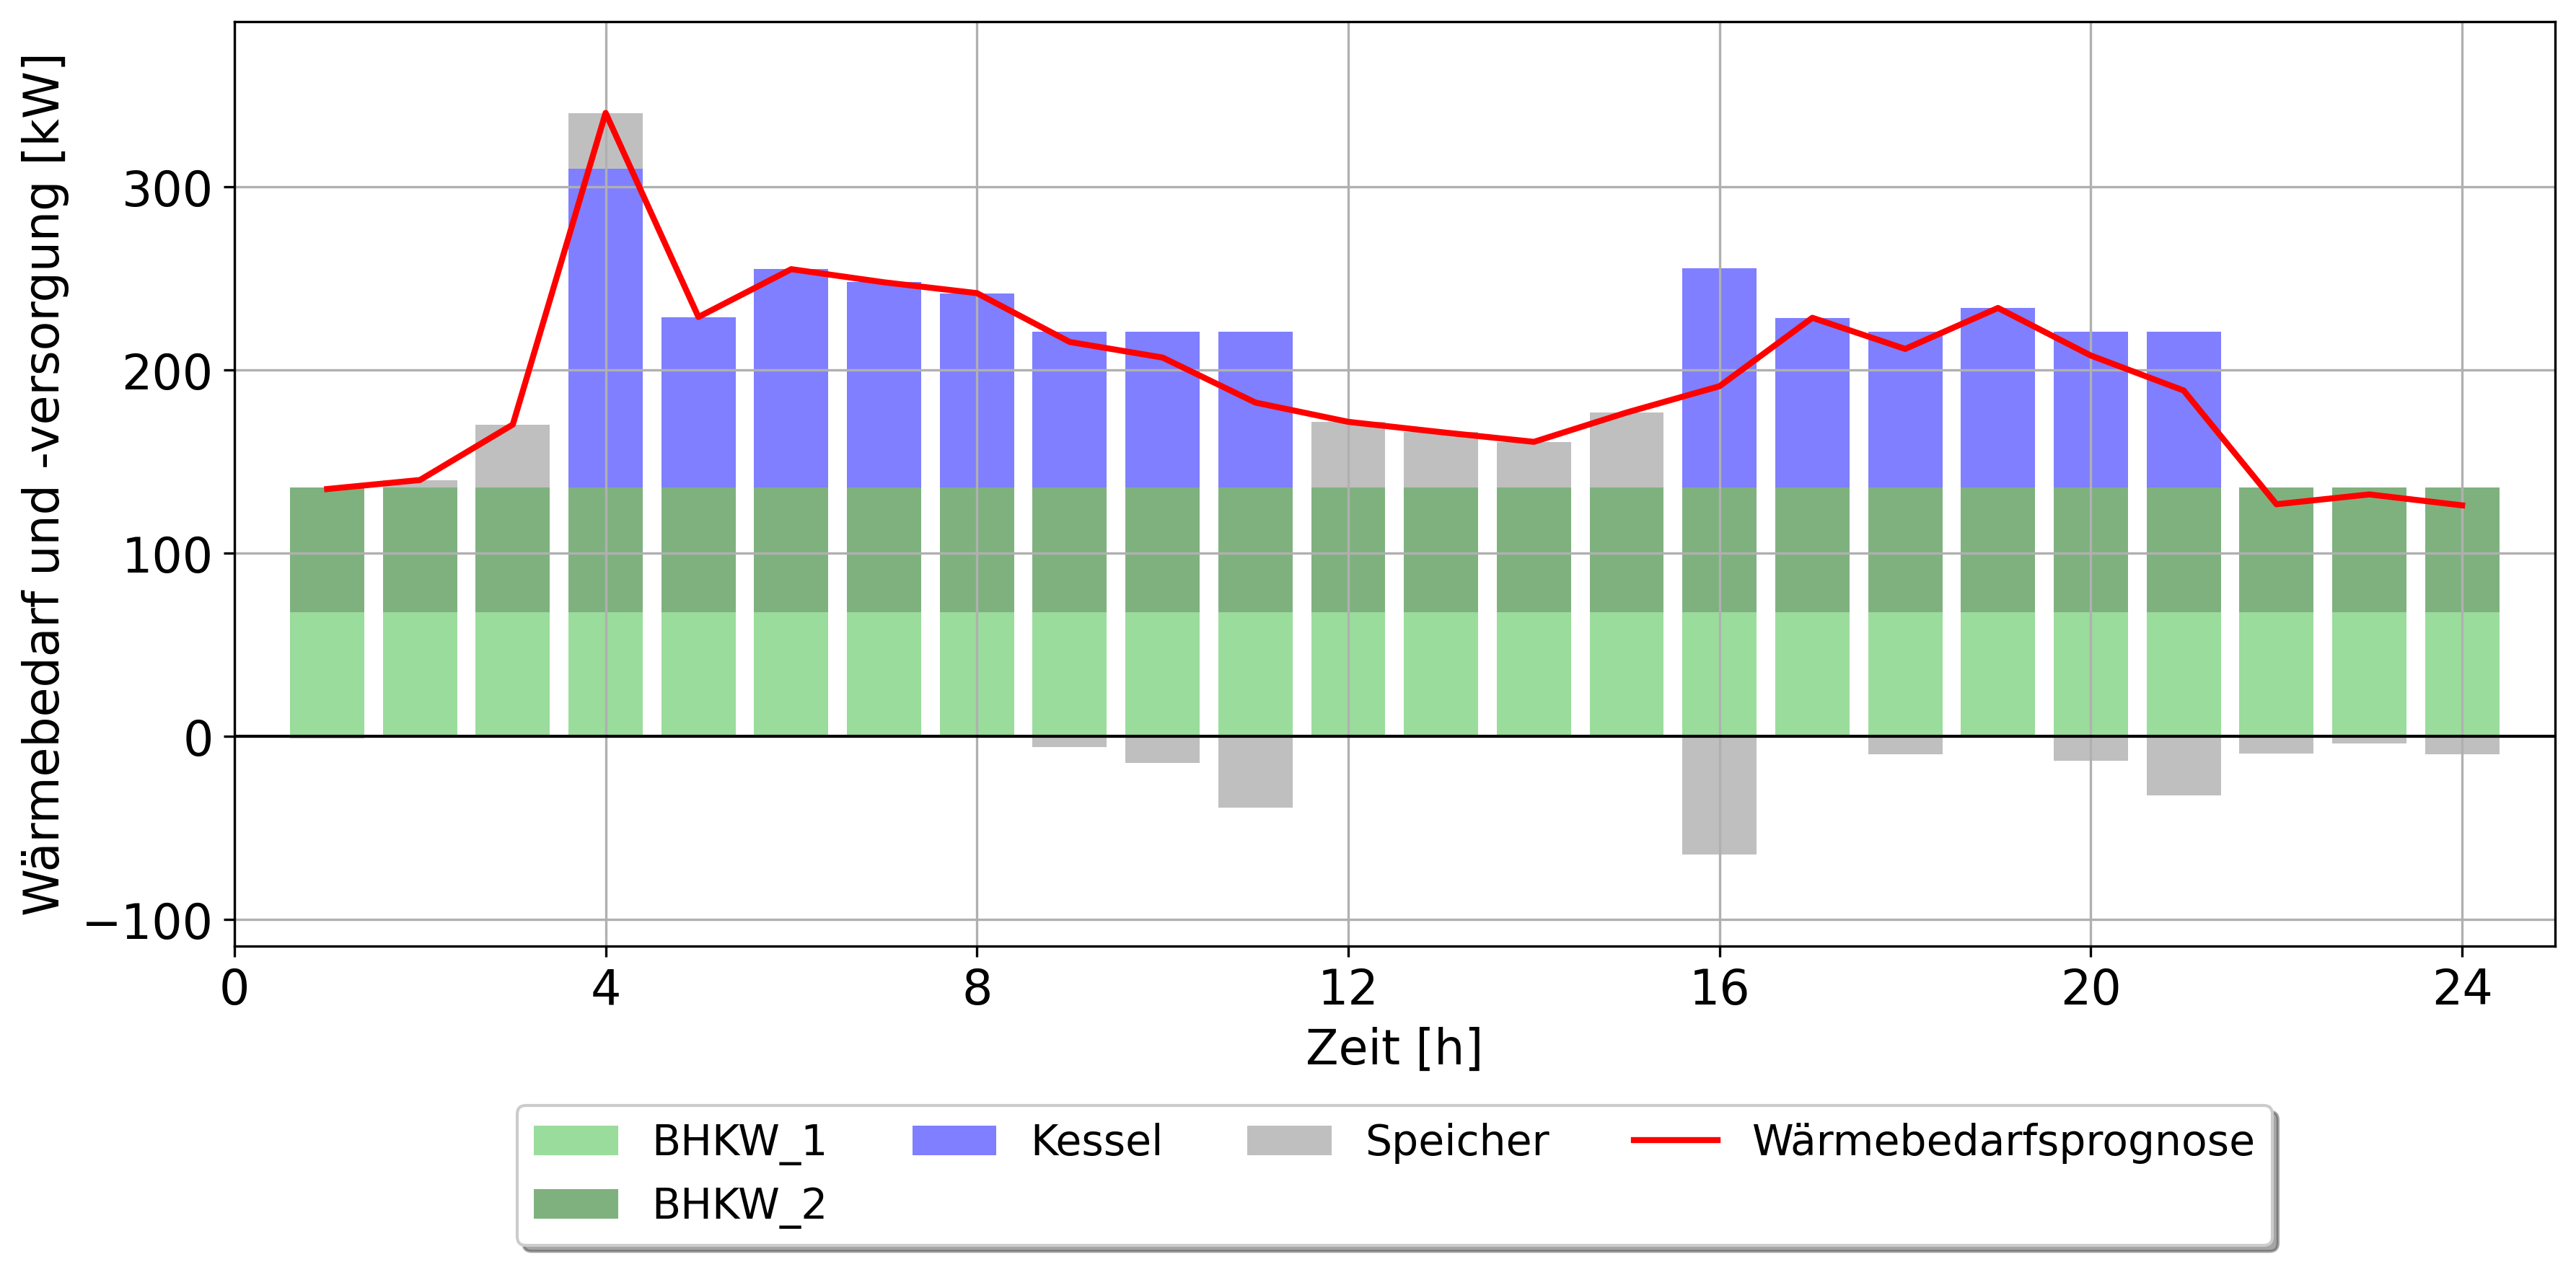 Wärmebedarf und -versorgung [kW]
300
200
100
0
−100
0 4 8 12 16 20 24
Zeit [h]
BHKW_1 Kessel Speicher Wärmebedarfsprognose
BHKW_2